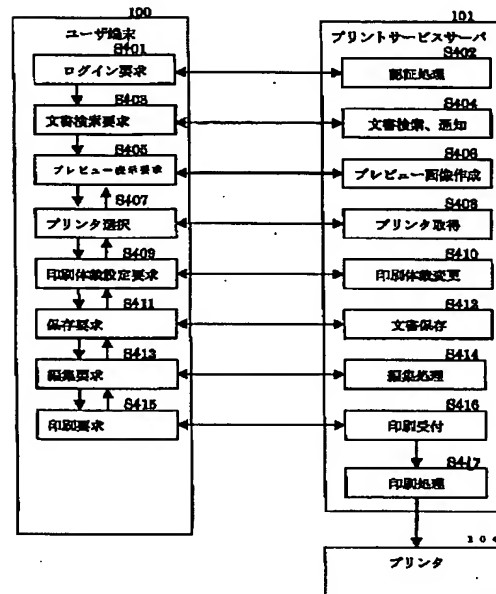 100
ユーザ端末
S401
ログイン要求
S403
文書検索要求
S405
プレビュー表示要求
S407
プリンタ選択
S409
印刷体裁設定要求
S411
保存要求
S413
編集要求
S415
印刷要求
101
プリントサービスサーバ
S402
認証処理
S404
文書検索、通知
S406
プレビュー画像作成
S408
プリンタ取得
S410
印刷体裁変更
S412
文書保存
S414
編集処理
S416
印刷受付
S417
印刷処理
104
プリンタ